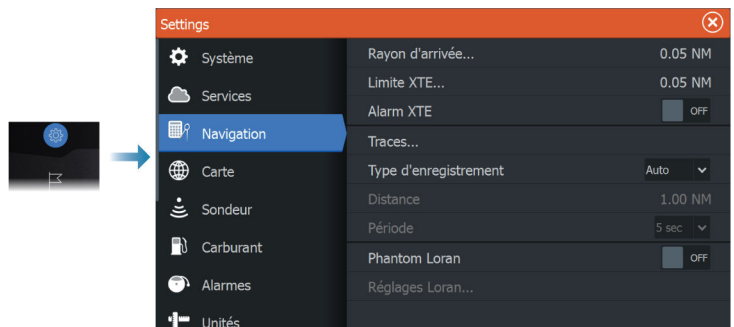 Settings
Système
Services
Navigation
Carte
Sondeur
Carburant
Alarmes
Unités
Rayon d'arrivée... 0.05 NM
Limite XTE... 0.05 NM
Alarm XTE OFF
Traces...
Type d'enregistrement Auto
Distance 1.00 NM
Période 5 sec
Phantom Loran OFF
Réglages Loran...